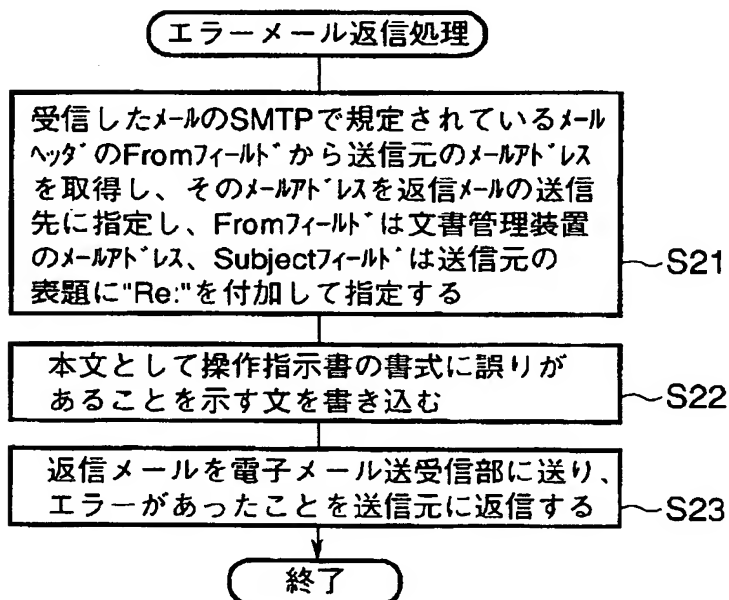 エラーメール返信処理
受信したﾒｰﾙのSMTPで規定されているﾒｰﾙ
ﾍｯﾀﾞのFromﾌｨｰﾙﾄﾞから送信元のﾒｰﾙｱﾄﾞﾚｽ
を取得し、そのﾒｰﾙｱﾄﾞﾚｽを返信ﾒｰﾙの送信
先に指定し、Fromﾌｨｰﾙﾄﾞは文書管理装置
のﾒｰﾙｱﾄﾞﾚｽ、Subjectﾌｨｰﾙﾄﾞは送信元の
表題に"Re:"を付加して指定する
S21
本文として操作指示書の書式に誤りが
あることを示す文を書き込む
S22
返信メールを電子メール送受信部に送り、
エラーがあったことを送信元に返信する
S23
終了